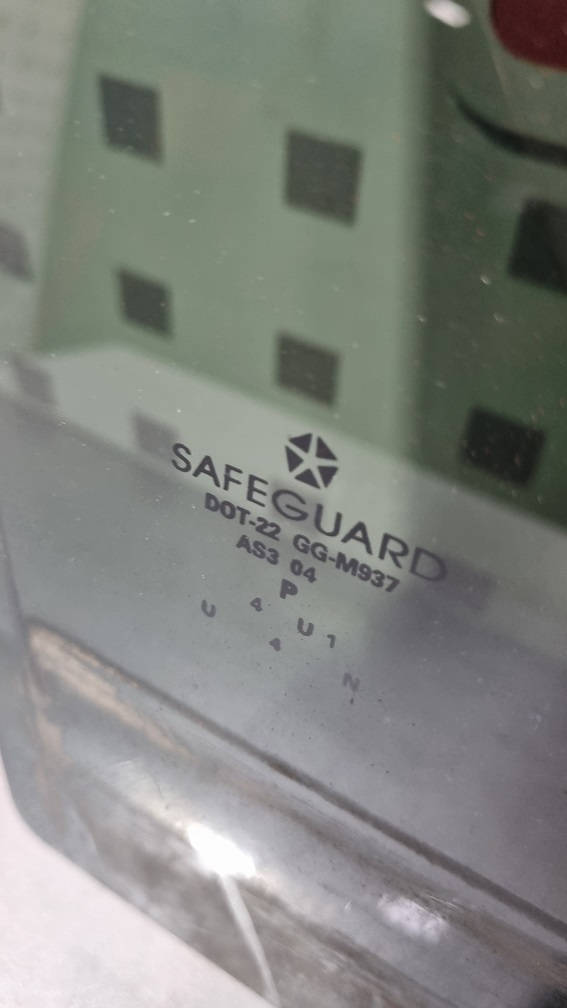 SAFEGUARD
DOT-22 GG-M937
AS3 04
P
U 4 U 1
4 N